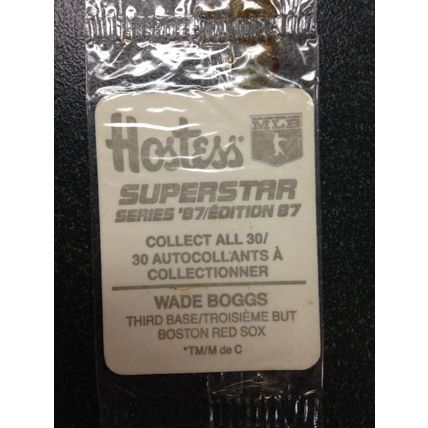 Hostess
MLB
SUPERSTAR
SERIES '87/ÉDITION 87
COLLECT ALL 30/
30 AUTOCOLLANTS À
COLLECTIONNER
WADE BOGGS
THIRD BASE/TROISIÈME BUT
BOSTON RED SOX
*TM/M de C